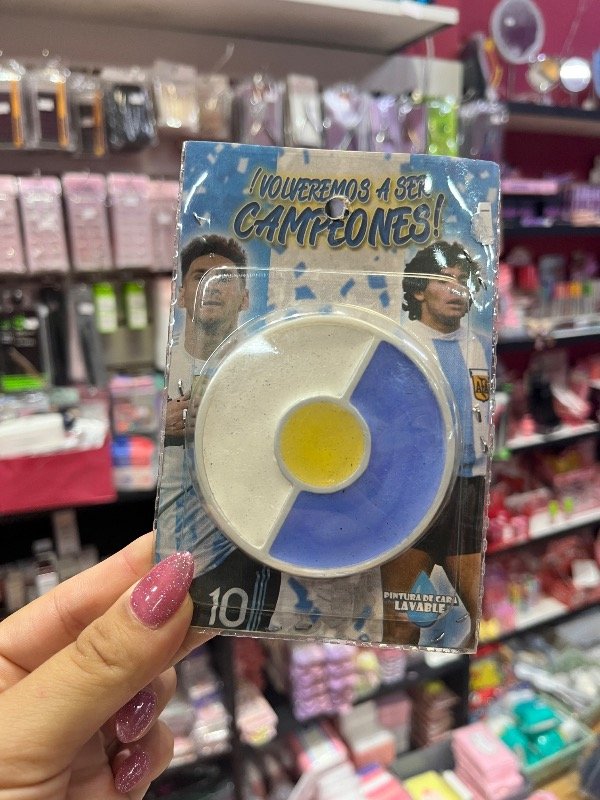 ¡VOLVEREMOS A SER
CAMPEONES!
10
PINTURA DE CARA
LAVABLE